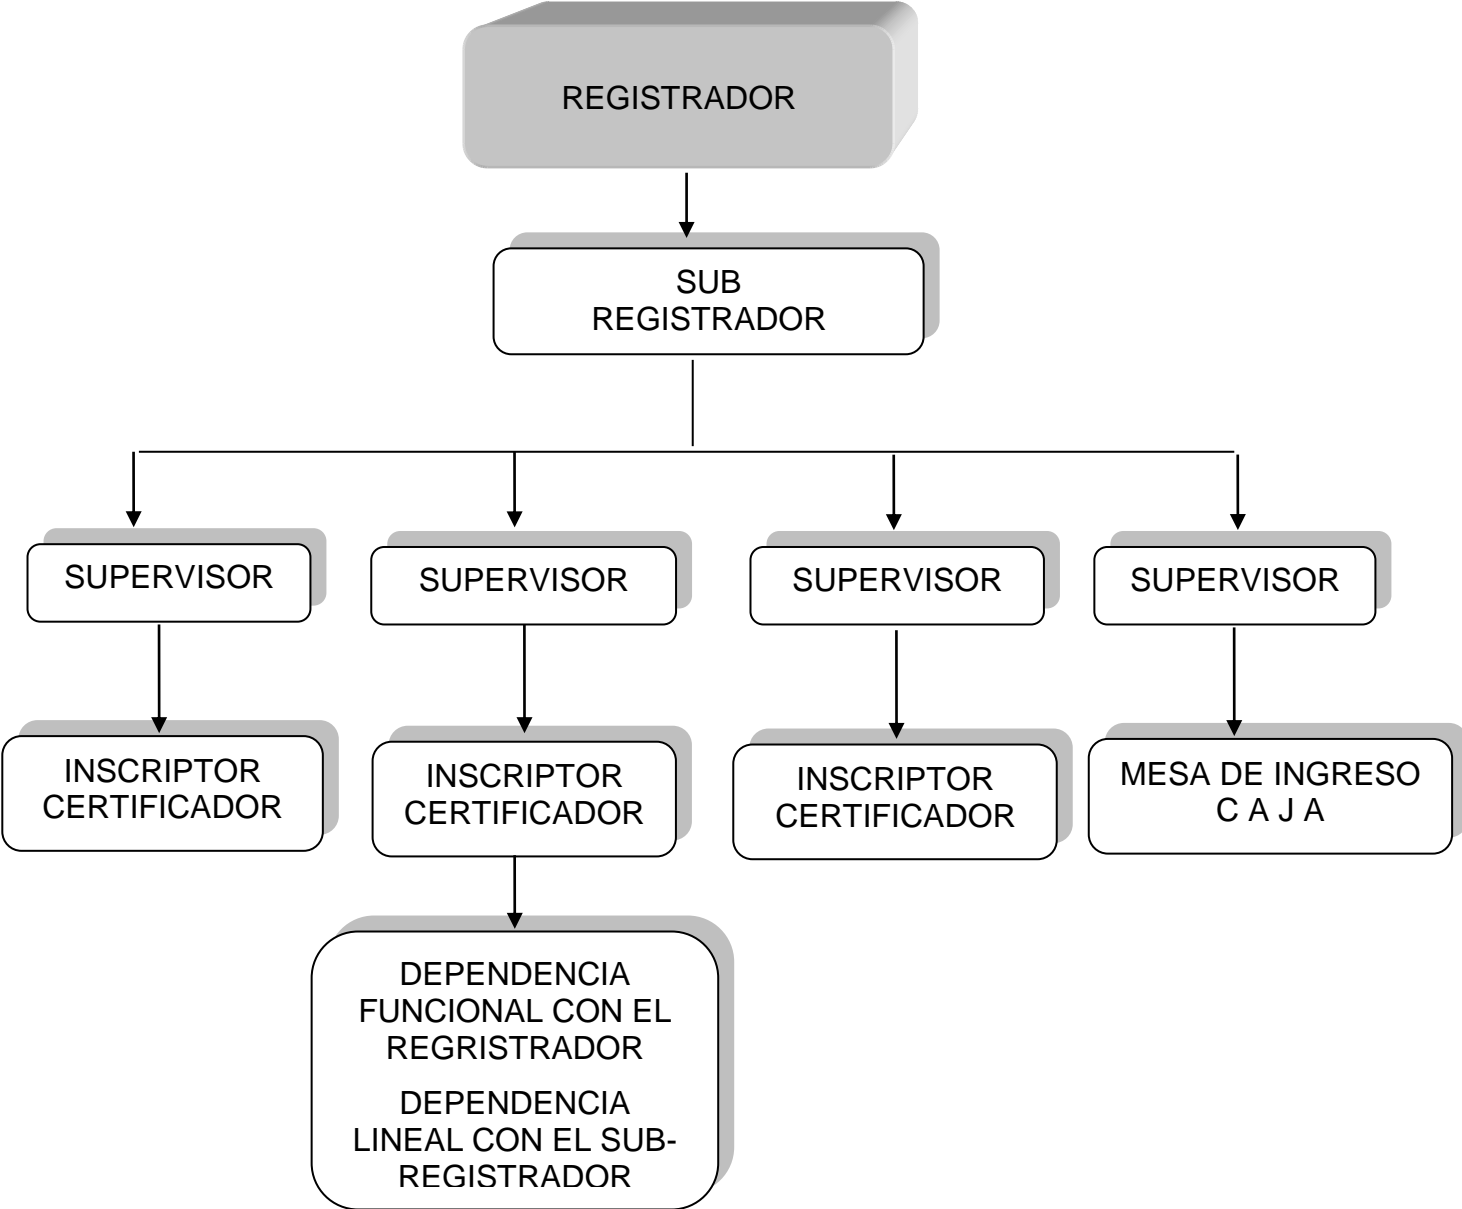 REGISTRADOR
SUB
REGISTRADOR
SUPERVISOR
SUPERVISOR
SUPERVISOR
SUPERVISOR
INSCRIPTOR
CERTIFICADOR
INSCRIPTOR
CERTIFICADOR
INSCRIPTOR
CERTIFICADOR
MESA DE INGRESO
C A J A
DEPENDENCIA
FUNCIONAL CON EL
REGRISTRADOR
DEPENDENCIA
LINEAL CON EL SUB-
REGISTRADOR